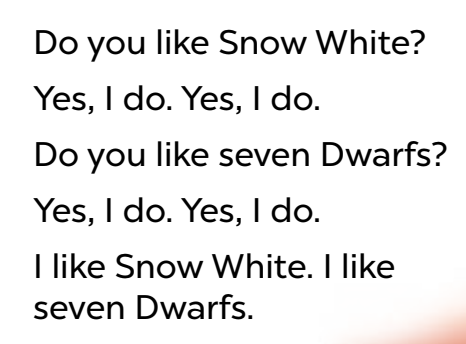 Do you like Snow White?
Yes, I do. Yes, I do.
Do you like seven Dwarfs?
Yes, I do. Yes, I do.
I like Snow White. I like
seven Dwarfs.